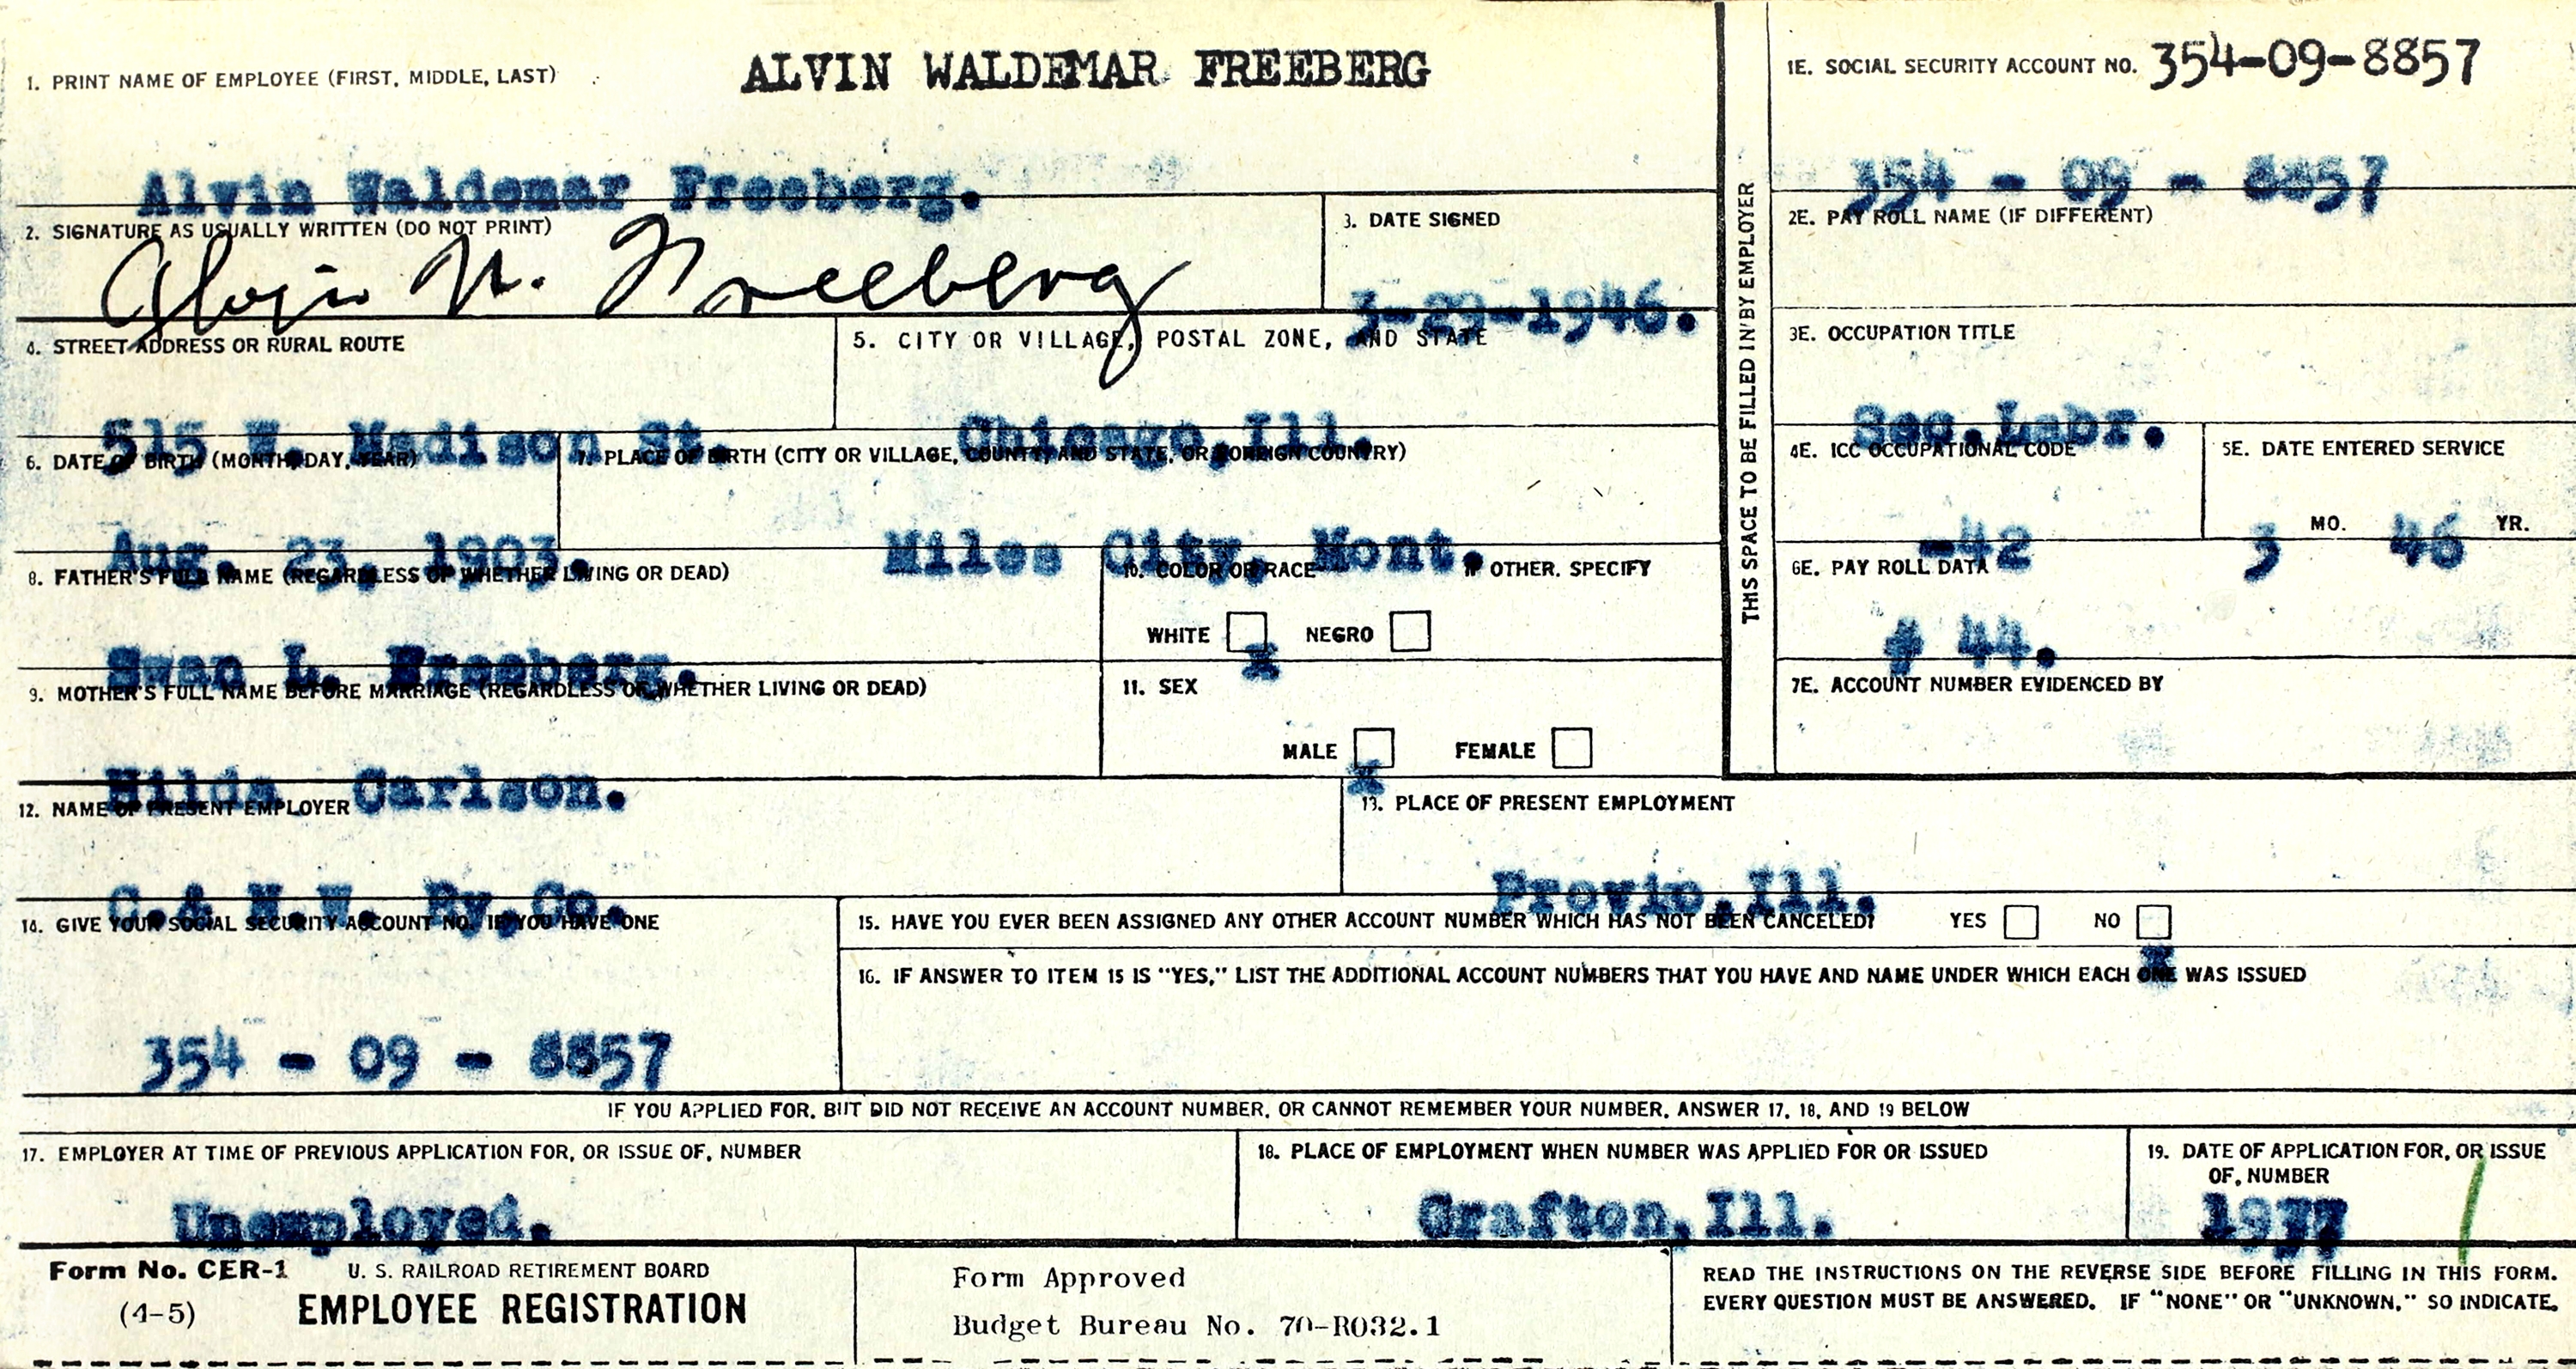 1. PRINT NAME OF EMPLOYEE (FIRST, MIDDLE, LAST) ALVIN WALDEMAR FREEBERG
Alvin Waldemar Freeberg.
2. SIGNATURE AS USUALLY WRITTEN (DO NOT PRINT)
Alvin W. Freeberg
3. DATE SIGNED
3-29-1946.
4. STREET ADDRESS OR RURAL ROUTE
515 W. Madison St.
5. CITY OR VILLAGE, POSTAL ZONE, AND STATE
Chicago, Ill.
6. DATE OF BIRTH (MONTH, DAY, YEAR)
Aug. 23, 1903.
7. PLACE OF BIRTH (CITY OR VILLAGE, COUNTY AND STATE, OR FOREIGN COUNTRY)
Miles City, Mont.
8. FATHER'S FULL NAME (REGARDLESS OF WHETHER LIVING OR DEAD)
Swan L. Freeberg.
9. MOTHER'S FULL NAME BEFORE MARRIAGE (REGARDLESS OF WHETHER LIVING OR DEAD)
Hilda Carlson.
10. COLOR OR RACE IF OTHER, SPECIFY
WHITE X NEGRO
11. SEX
MALE X FEMALE
12. NAME OF PRESENT EMPLOYER
C.& N.W. Ry.Co.
13. PLACE OF PRESENT EMPLOYMENT
Provio, Ill.
14. GIVE YOUR SOCIAL SECURITY ACCOUNT NO. IF YOU HAVE ONE
354 - 09 - 8857
15. HAVE YOU EVER BEEN ASSIGNED ANY OTHER ACCOUNT NUMBER WHICH HAS NOT BEEN CANCELED? YES NO X
16. IF ANSWER TO ITEM 15 IS "YES," LIST THE ADDITIONAL ACCOUNT NUMBERS THAT YOU HAVE AND NAME UNDER WHICH EACH ONE WAS ISSUED
THIS SPACE TO BE FILLED IN BY EMPLOYER
1E. SOCIAL SECURITY ACCOUNT NO. 354-09-8857
354 - 09 - 8857
2E. PAY ROLL NAME (IF DIFFERENT)
3E. OCCUPATION TITLE
Sec. Labr.
4E. ICC OCCUPATIONAL CODE
-42
5E. DATE ENTERED SERVICE
3 MO. 46 YR.
6E. PAY ROLL DATA
# 44.
7E. ACCOUNT NUMBER EVIDENCED BY
IF YOU APPLIED FOR, BUT DID NOT RECEIVE AN ACCOUNT NUMBER, OR CANNOT REMEMBER YOUR NUMBER, ANSWER 17, 18, AND 19 BELOW
17. EMPLOYER AT TIME OF PREVIOUS APPLICATION FOR, OR ISSUE OF, NUMBER
Unemployed.
18. PLACE OF EMPLOYMENT WHEN NUMBER WAS APPLIED FOR OR ISSUED
Grafton, Ill.
19. DATE OF APPLICATION FOR, OR ISSUE
OF, NUMBER
1937
Form No. CER-1 U. S. RAILROAD RETIREMENT BOARD
(4-5) EMPLOYEE REGISTRATION
Form Approved
Budget Bureau No. 70-R032.1
READ THE INSTRUCTIONS ON THE REVERSE SIDE BEFORE FILLING IN THIS FORM.
EVERY QUESTION MUST BE ANSWERED. IF "NONE" OR "UNKNOWN," SO INDICATE.